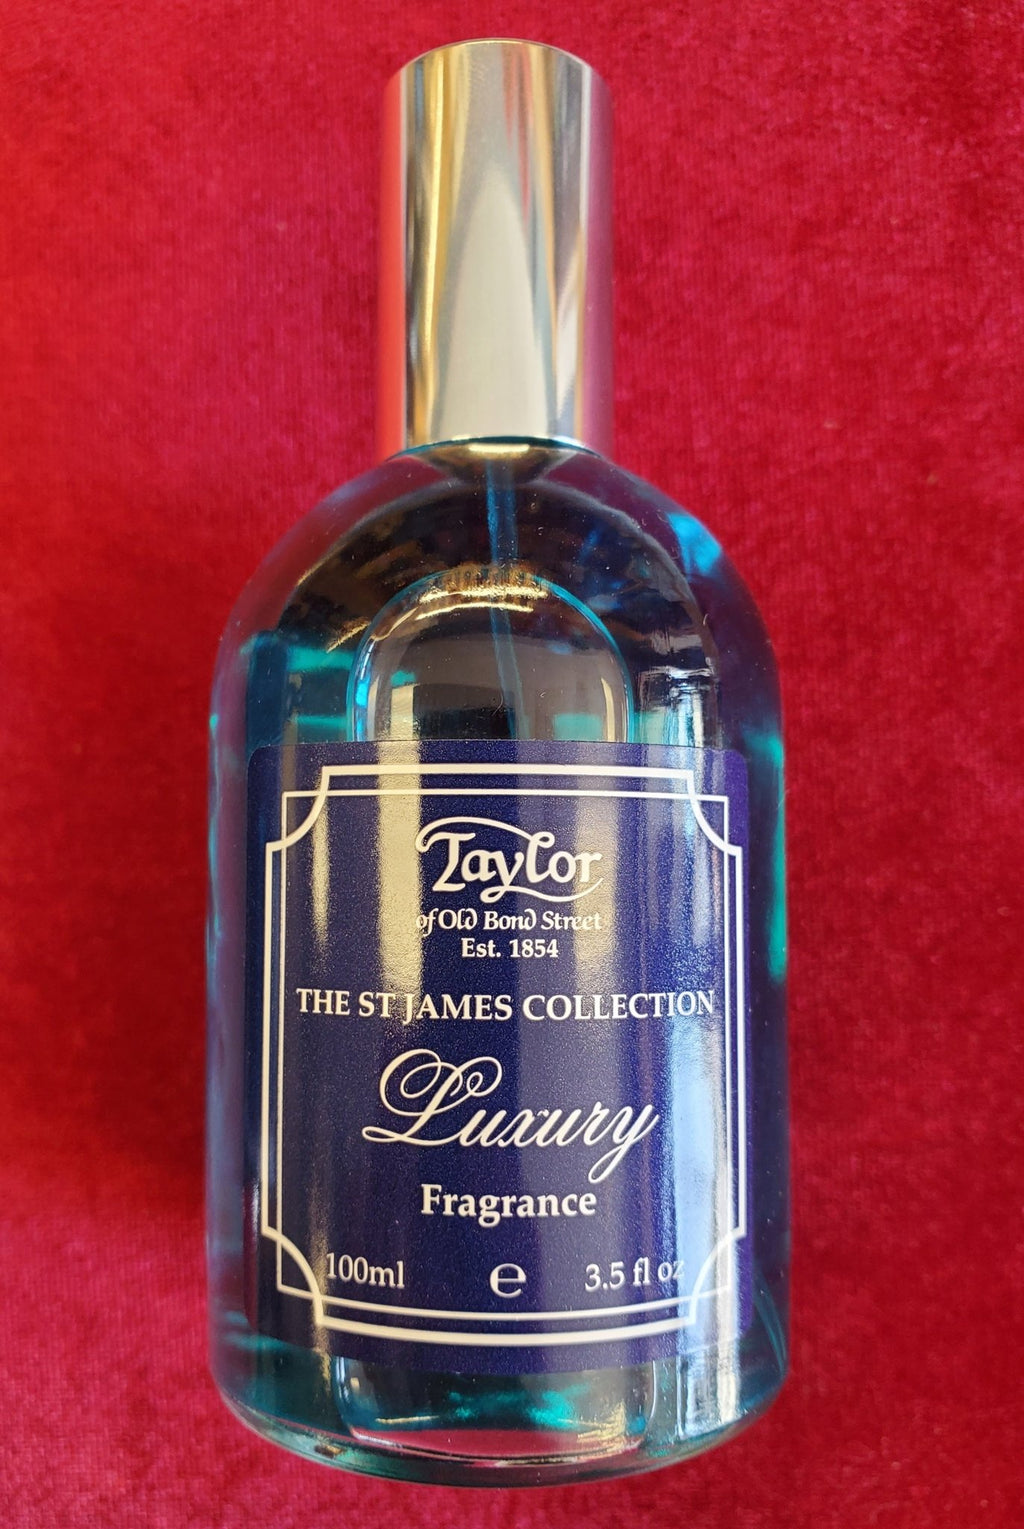 Taylor
of Old Bond Street
Est. 1854
THE ST JAMES COLLECTION
Luxury
Fragrance
100ml e 3.5 fl oz